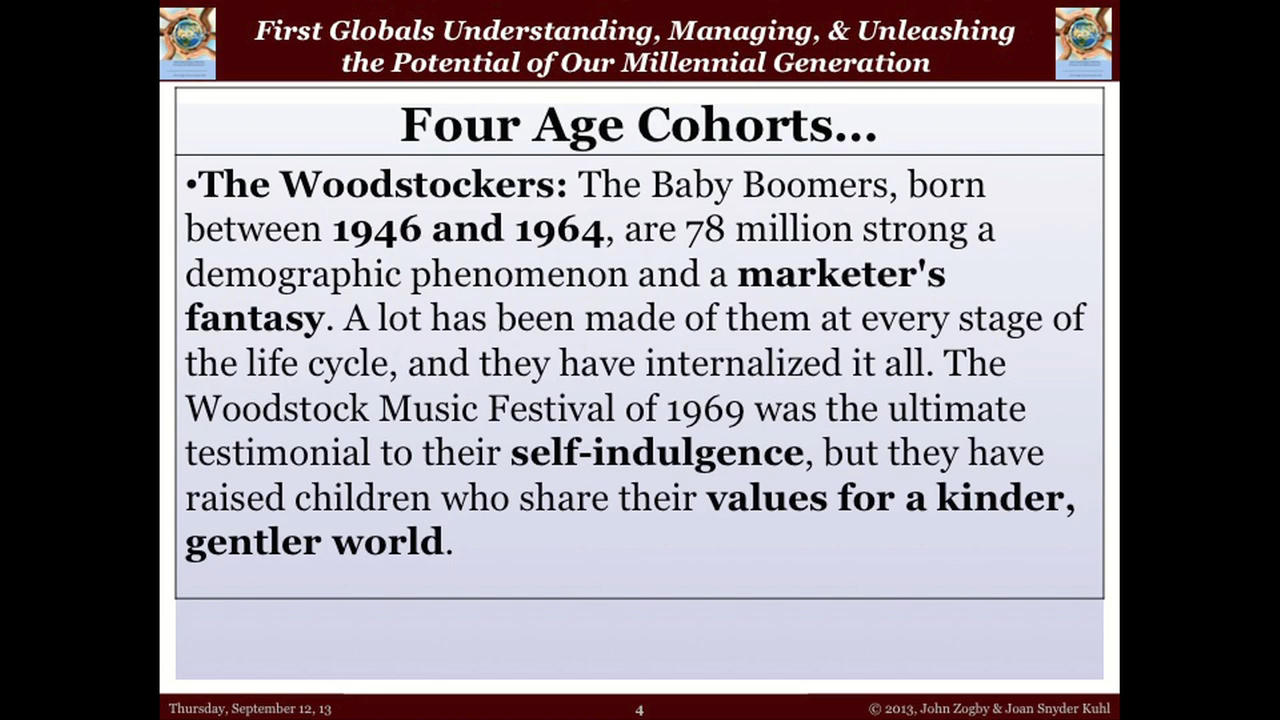 First Globals Understanding, Managing, & Unleashing
the Potential of Our Millennial Generation
Four Age Cohorts...
•The Woodstockers: The Baby Boomers, born
between 1946 and 1964, are 78 million strong a
demographic phenomenon and a marketer's
fantasy. A lot has been made of them at every stage of
the life cycle, and they have internalized it all. The
Woodstock Music Festival of 1969 was the ultimate
testimonial to their self-indulgence, but they have
raised children who share their values for a kinder,
gentler world.
Thursday, September 12, 13
4
© 2013, John Zogby & Joan Snyder Kuhl